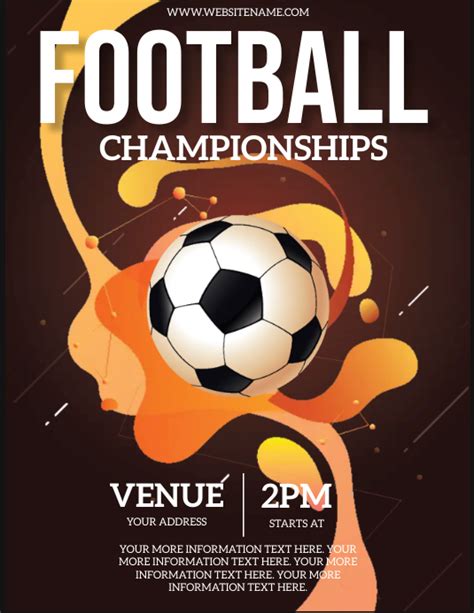 WWW.WEBSITENAME.COM
FOOTBALL
CHAMPIONSHIPS
VENUE
YOUR ADDRESS
2PM
STARTS AT
YOUR MORE INFORMATION TEXT HERE. YOUR
MORE INFORMATION TEXT HERE. YOUR MORE
INFORMATION TEXT HERE. YOUR MORE
INFORMATION TEXT HERE.